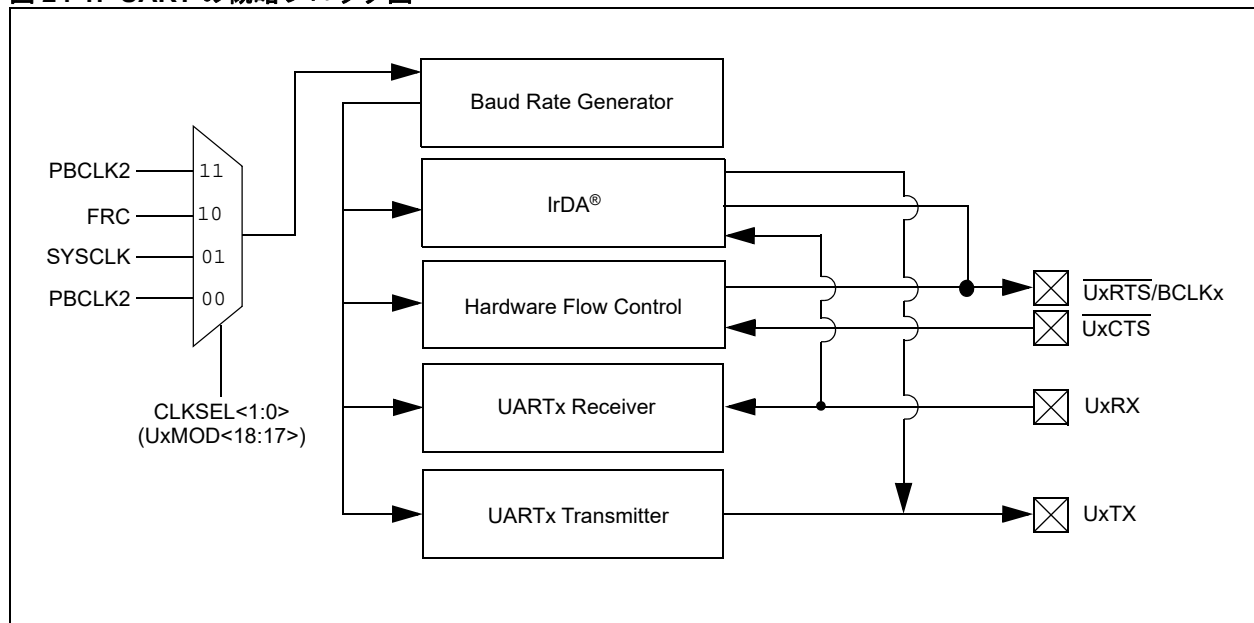 Baud Rate Generator
PBCLK2
11
IrDA®
FRC
10
SYSCLK
01
PBCLK2
00
Hardware Flow Control
UxRTS/BCLKx
UxCTS
CLKSEL<1:0>
(UxMOD<18:17>)
UARTx Receiver
UxRX
UARTx Transmitter
UxTX